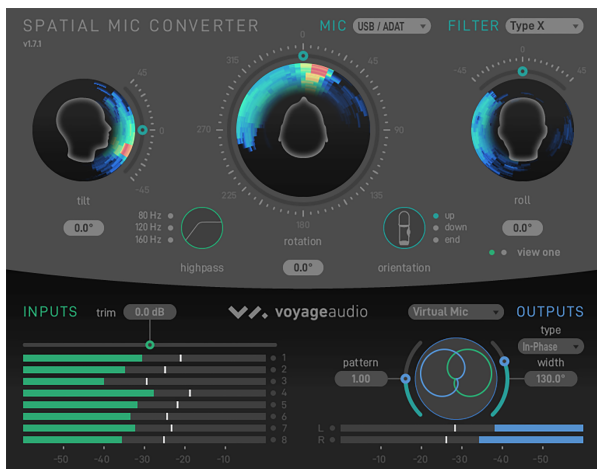 SPATIAL MIC CONVERTER
v1.7.1
MIC USB / ADAT
FILTER Type X
45
0
-45
tilt
0.0°
0
45
90
135
180
225
270
315
rotation
0.0°
-45
0
45
roll
0.0°
80 Hz
120 Hz
160 Hz
highpass
up
down
end
orientation
view one
INPUTS
trim 0.0 dB
voyageaudio
Virtual Mic
OUTPUTS
type
In-Phase
pattern
1.00
width
130.0°
1
2
3
4
5
6
7
8
-50 -40 -30 -20 -10
L
R
-10 -20 -30 -40 -50